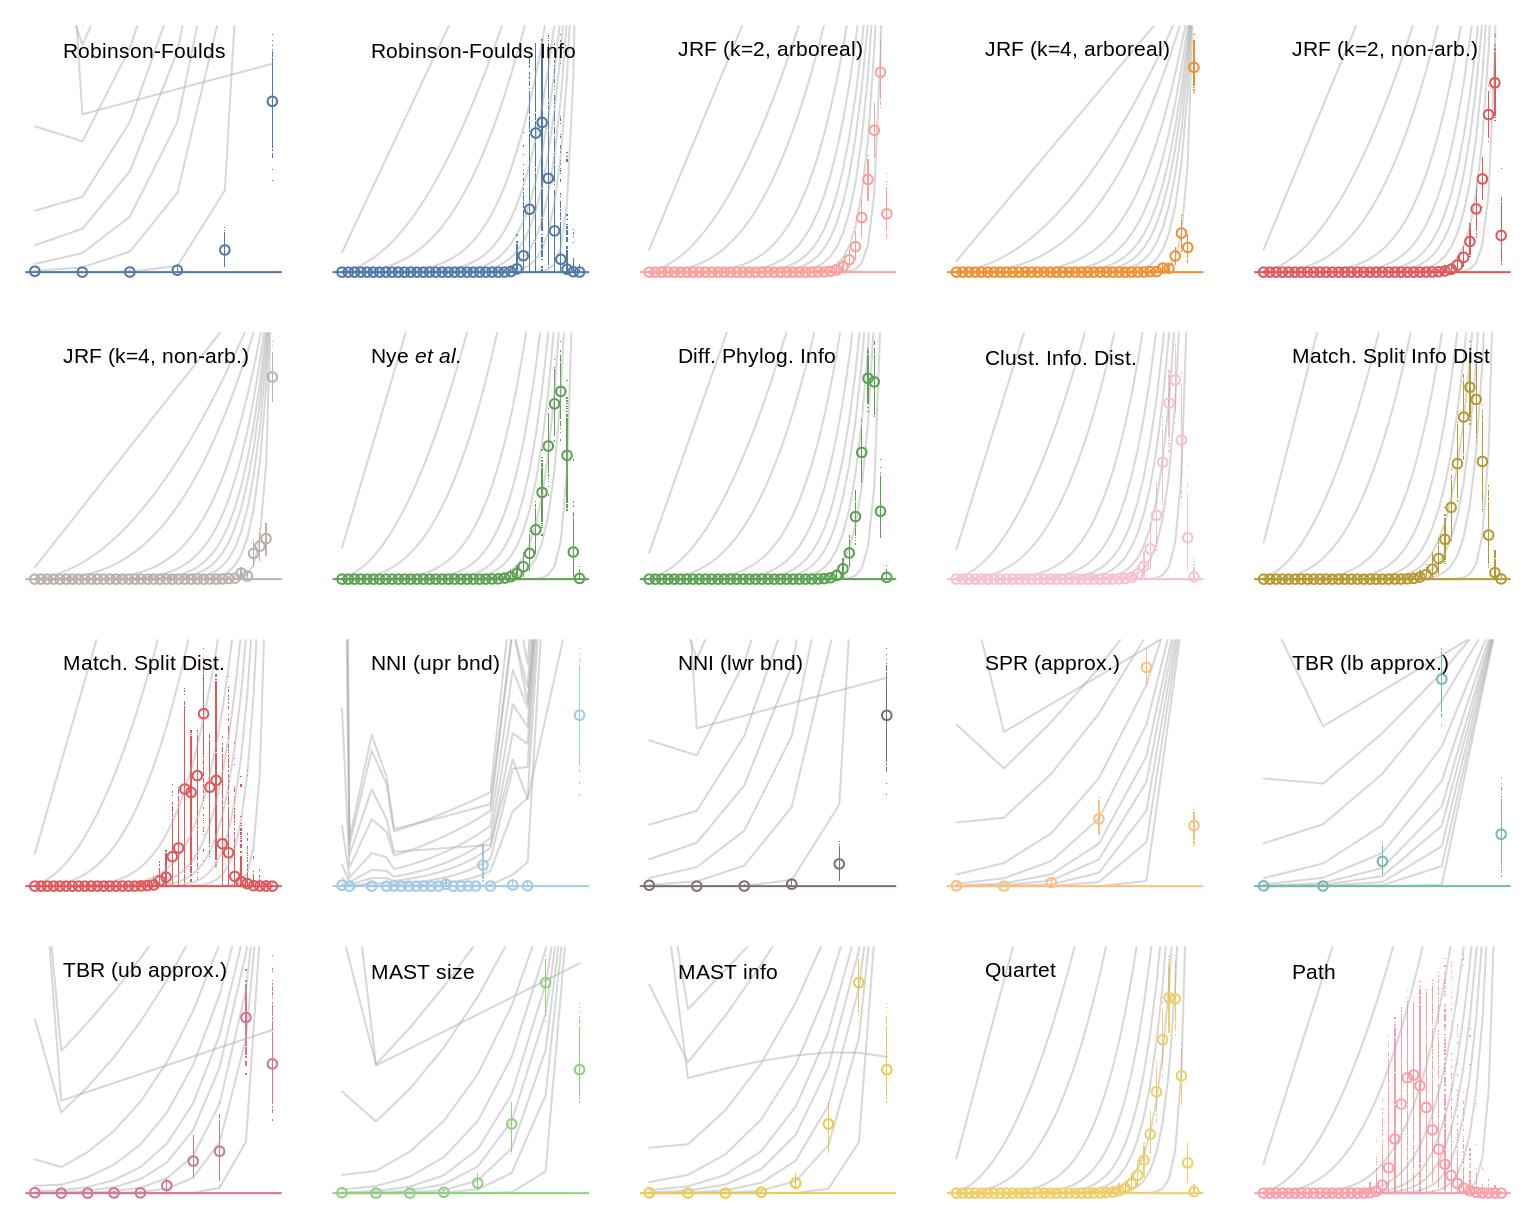 Robinson-Foulds
Robinson-Foulds Info
JRF (k=2, arboreal)
JRF (k=4, arboreal)
JRF (k=2, non-arb.)
JRF (k=4, non-arb.)
Nye et al.
Diff. Phylog. Info
Clust. Info. Dist.
Match. Split Info Dist
Match. Split Dist.
NNI (upr bnd)
NNI (lwr bnd)
SPR (approx.)
TBR (lb approx.)
TBR (ub approx.)
MAST size
MAST info
Quartet
Path